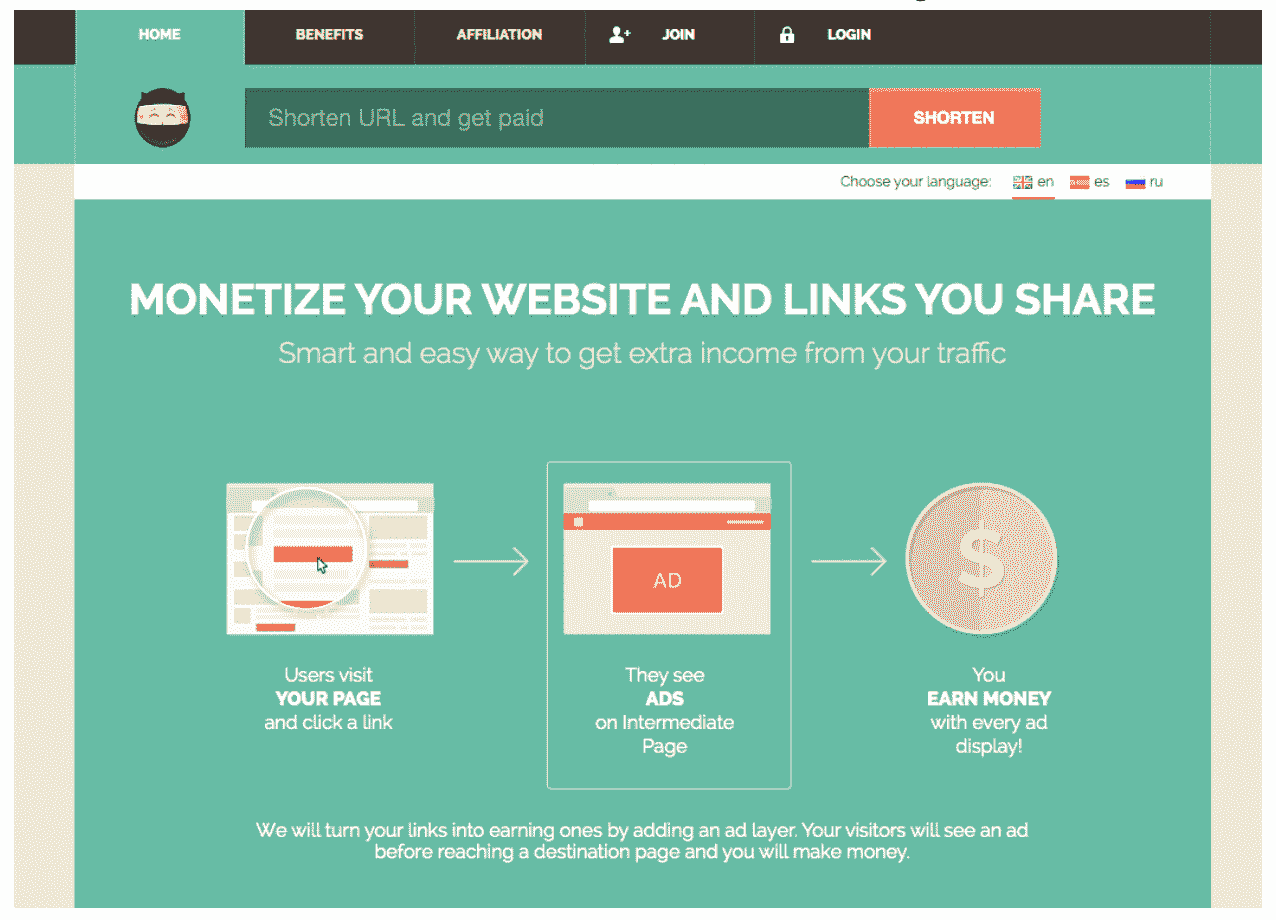 HOME BENEFITS AFFILIATION JOIN LOGIN
Shorten URL and get paid SHORTEN
Choose your language: en es ru
MONETIZE YOUR WEBSITE AND LINKS YOU SHARE
Smart and easy way to get extra income from your traffic
AD
$
Users visit
YOUR PAGE
and click a link
They see
ADS
on Intermediate
Page
You
EARN MONEY
with every ad
display!
We will turn your links into earning ones by adding an ad layer. Your visitors will see an ad
before reaching a destination page and you will make money.